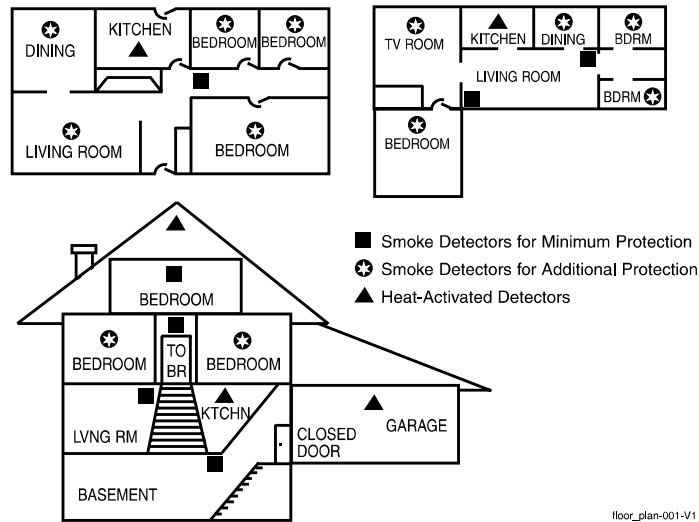 KITCHEN
DINING
BEDROOM
BEDROOM
LIVING ROOM
BEDROOM
TV ROOM
KITCHEN
DINING
BDRM
LIVING ROOM
BDRM
BEDROOM
Smoke Detectors for Minimum Protection
Smoke Detectors for Additional Protection
Heat-Activated Detectors
BEDROOM
BEDROOM
TO
BR
BEDROOM
LVNG RM
KTCHN
CLOSED
DOOR
GARAGE
BASEMENT
floor_plan-001-V1